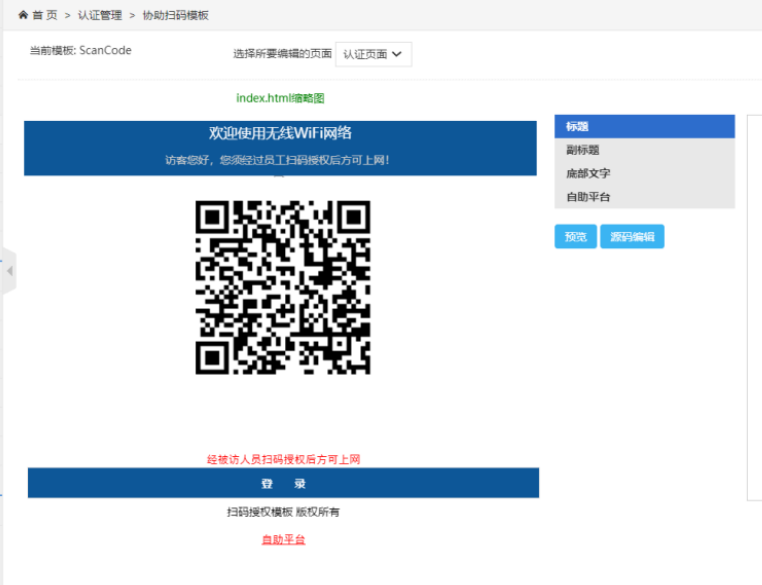 首 页 > 认证管理 > 协助扫码模板
当前模板: ScanCode
选择所要编辑的页面 认证页面
index.html缩略图
欢迎使用无线WiFi网络
访客您好，您须经过员工扫码授权后方可上网！
经被访人员扫码授权后方可上网
登 录
扫码授权模板 版权所有
自助平台
标题
副标题
底部文字
自助平台
预览 源码编辑